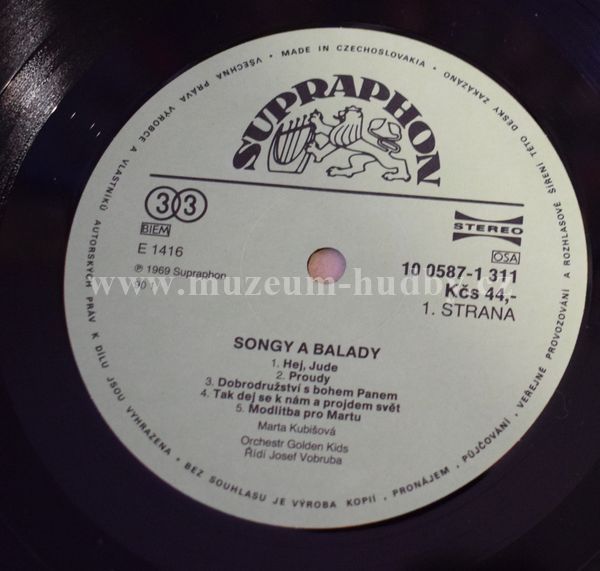 VŠECHNA PRÁVA VÝROBCE A VLASTNÍKŮ AUTORSKÝCH PRÁV K DÍLU JSOU VYHRAZENA • BEZ SOUHLASU JE VÝROBA KOPIÍ, PRONÁJEM, PŮJČOVÁNÍ, VEŘEJNÉ PROVOZOVÁNÍ A ROZHLASOVÉ ŠÍŘENÍ TÉTO DESKY ZAKÁZÁNO • MADE IN CZECHOSLOVAKIA •
SUPRAPHON
33
BIEM
E 1416
℗ 1969 Supraphon
90 1
STEREO
OSA
10 0587-1 311
Kčs 44,-
1. STRANA
www.muzeum-hudby.cz
SONGY A BALADY
1. Hej, Jude
2. Proudy
3. Dobrodružství s bohem Panem
4. Tak dej se k nám a projdem svět
5. Modlitba pro Martu
Marta Kubišová
Orchestr Golden Kids
Řídí Josef Vobruba